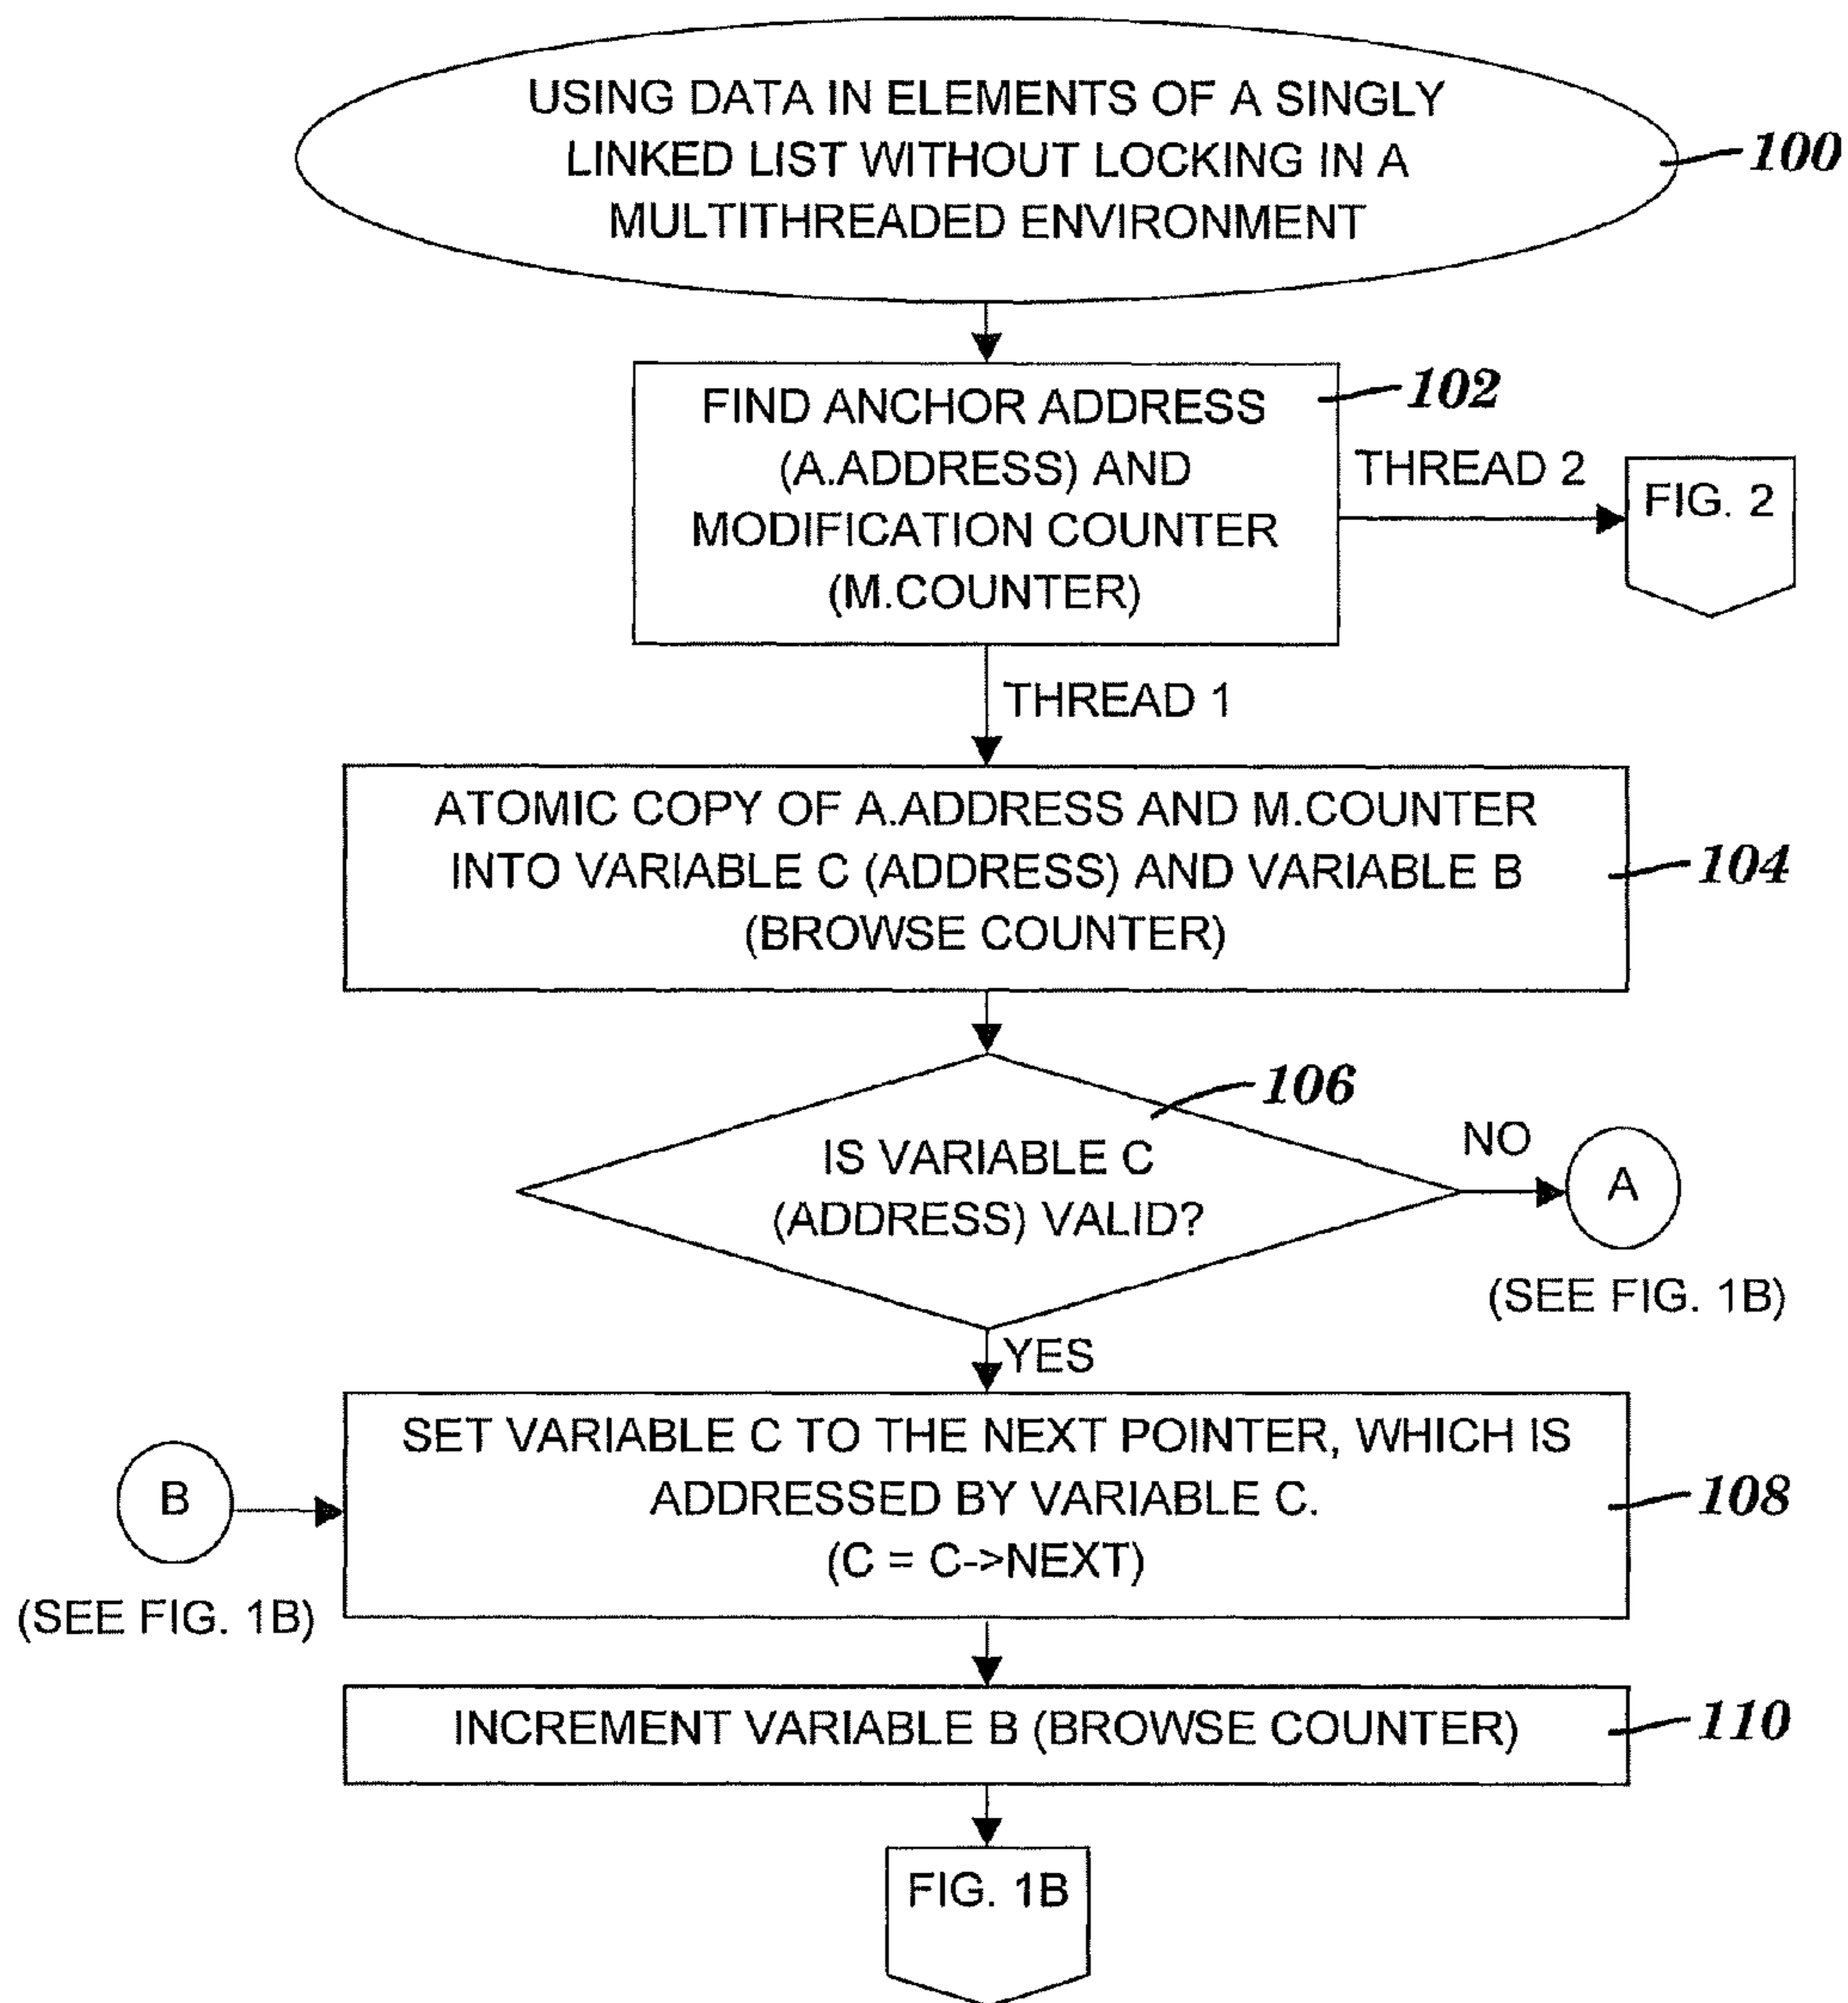 USING DATA IN ELEMENTS OF A SINGLY
LINKED LIST WITHOUT LOCKING IN A
MULTITHREADED ENVIRONMENT
100
FIND ANCHOR ADDRESS
(A.ADDRESS) AND
MODIFICATION COUNTER
(M.COUNTER)
102
THREAD 2
FIG. 2
THREAD 1
ATOMIC COPY OF A.ADDRESS AND M.COUNTER
INTO VARIABLE C (ADDRESS) AND VARIABLE B
(BROWSE COUNTER)
104
106
IS VARIABLE C
(ADDRESS) VALID?
NO
A
(SEE FIG. 1B)
YES
SET VARIABLE C TO THE NEXT POINTER, WHICH IS
ADDRESSED BY VARIABLE C.
(C = C->NEXT)
108
B
(SEE FIG. 1B)
INCREMENT VARIABLE B (BROWSE COUNTER)
110
FIG. 1B